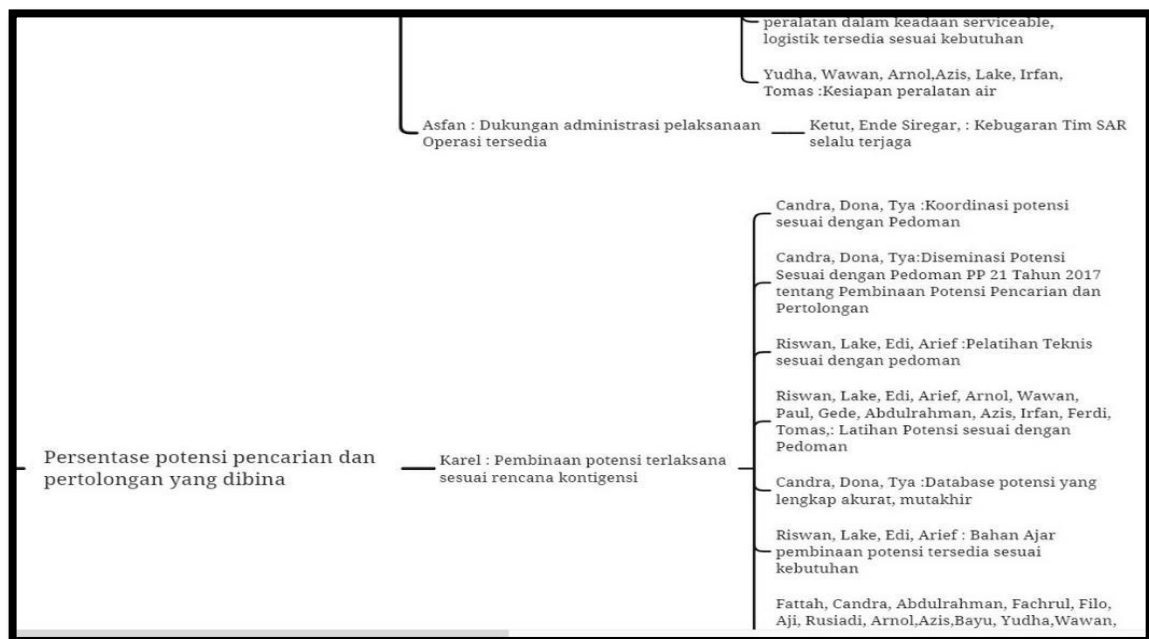 peralatan dalam keadaan serviceable,
logistik tersedia sesuai kebutuhan
Yudha, Wawan, Arnol,Azis, Lake, Irfan,
Tomas :Kesiapan peralatan air
Asfan : Dukungan administrasi pelaksanaan
Operasi tersedia
Ketut, Ende Siregar, : Kebugaran Tim SAR
selalu terjaga
Persentase potensi pencarian dan
pertolongan yang dibina
Karel : Pembinaan potensi terlaksana
sesuai rencana kontigensi
Candra, Dona, Tya :Koordinasi potensi
sesuai dengan Pedoman
Candra, Dona, Tya:Diseminasi Potensi
Sesuai dengan Pedoman PP 21 Tahun 2017
tentang Pembinaan Potensi Pencarian dan
Pertolongan
Riswan, Lake, Edi, Arief :Pelatihan Teknis
sesuai dengan pedoman
Riswan, Lake, Edi, Arief, Arnol, Wawan,
Paul, Gede, Abdulrahman, Azis, Irfan, Ferdi,
Tomas,: Latihan Potensi sesuai dengan
Pedoman
Candra, Dona, Tya :Database potensi yang
lengkap akurat, mutakhir
Riswan, Lake, Edi, Arief : Bahan Ajar
pembinaan potensi tersedia sesuai
kebutuhan
Fattah, Candra, Abdulrahman, Fachrul, Filo,
Aji, Rusiadi, Arnol,Azis,Bayu, Yudha,Wawan,